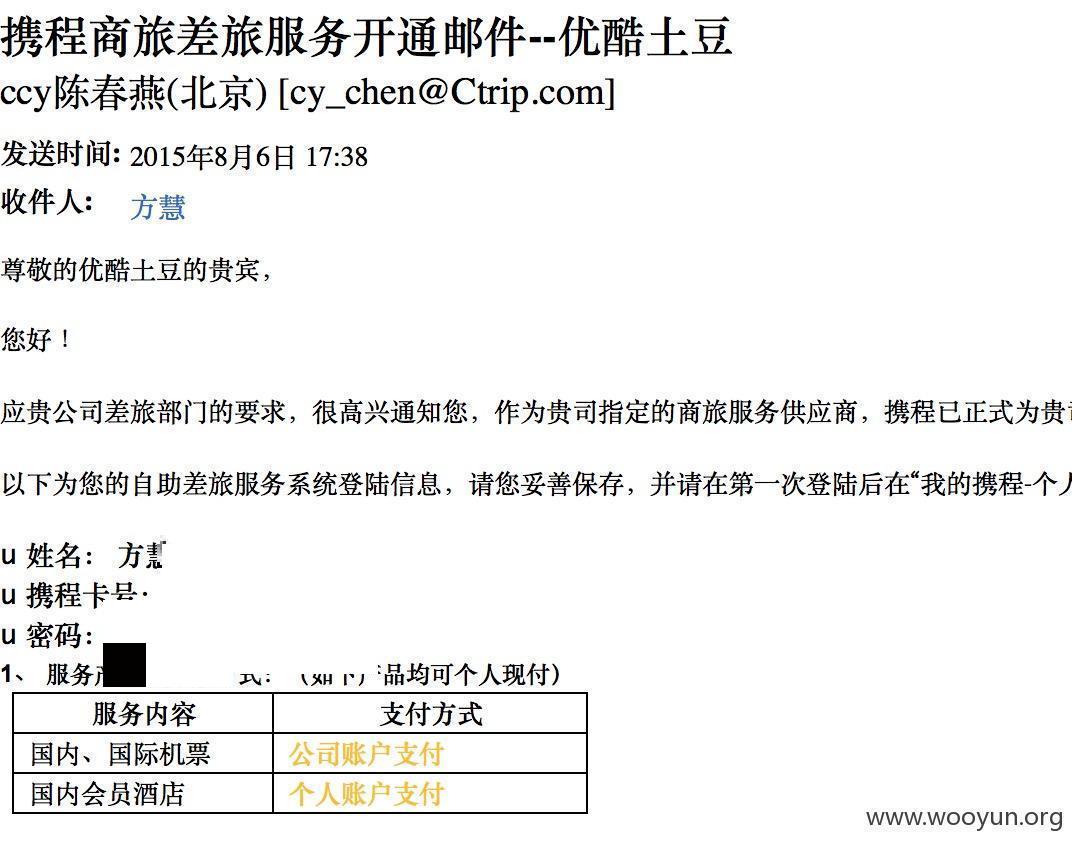 携程商旅差旅服务开通邮件--优酷土豆
ccy陈春燕(北京) [cy_chen@Ctrip.com]
发送时间: 2015年8月6日 17:38
收件人: 方慧
尊敬的优酷土豆的贵宾，
您好！
应贵公司差旅部门的要求，很高兴通知您，作为贵司指定的商旅服务供应商，携程已正式为贵
以下为您的自助差旅服务系统登陆信息，请您妥善保存，并请在第一次登陆后在“我的携程-个人
u 姓名： 方慧
u 携程卡号
u 密码：
1、 服务 式：（如下产品均可个人现付）
服务内容 支付方式
国内、国际机票 公司账户支付
国内会员酒店 个人账户支付
www.wooyun.org